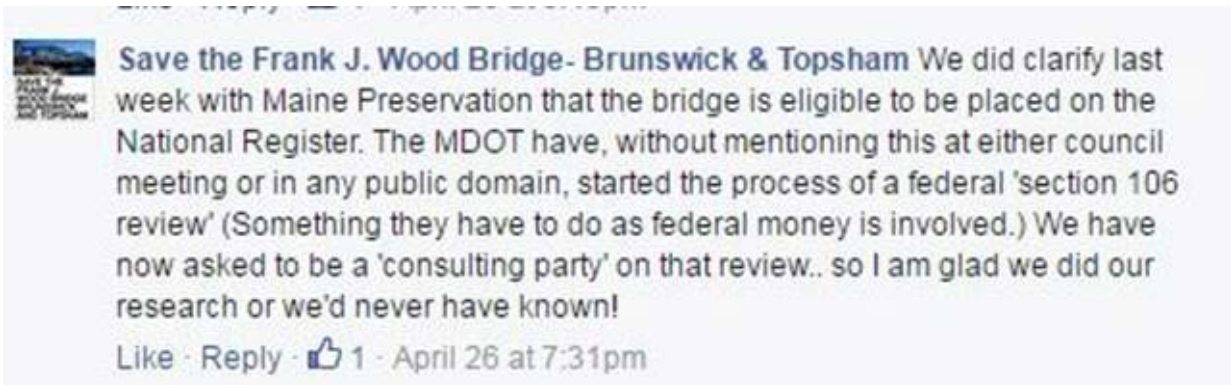 Save the Frank J. Wood Bridge- Brunswick & Topsham We did clarify last
week with Maine Preservation that the bridge is eligible to be placed on the
National Register. The MDOT have, without mentioning this at either council
meeting or in any public domain, started the process of a federal 'section 106
review' (Something they have to do as federal money is involved.) We have
now asked to be a 'consulting party' on that review.. so I am glad we did our
research or we'd never have known!
Like · Reply · 1 · April 26 at 7:31pm